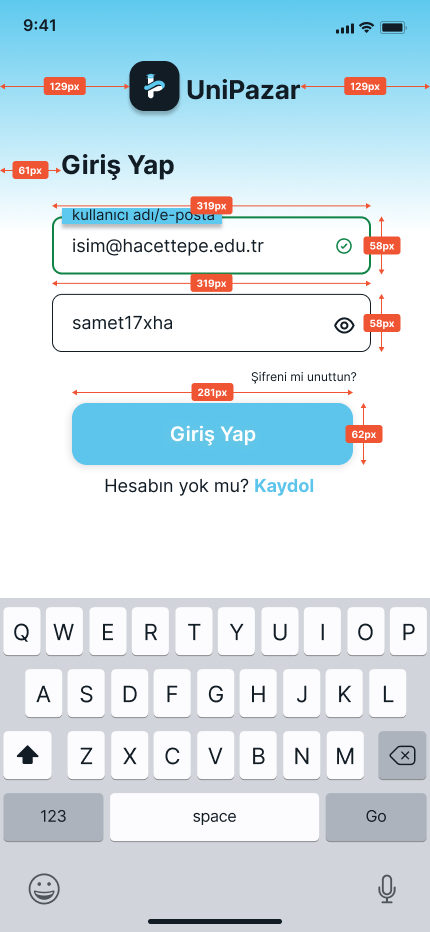 9:41
129px UniPazar 129px
61px Giriş Yap
319px
kullanıcı adı/e-posta
isim@hacettepe.edu.tr 58px
319px
samet17xha 58px
Şifreni mi unuttun?
281px
Giriş Yap 62px
Hesabın yok mu? Kaydol
Q W E R T Y U I O P
A S D F G H J K L
Z X C V B N M
123 space Go